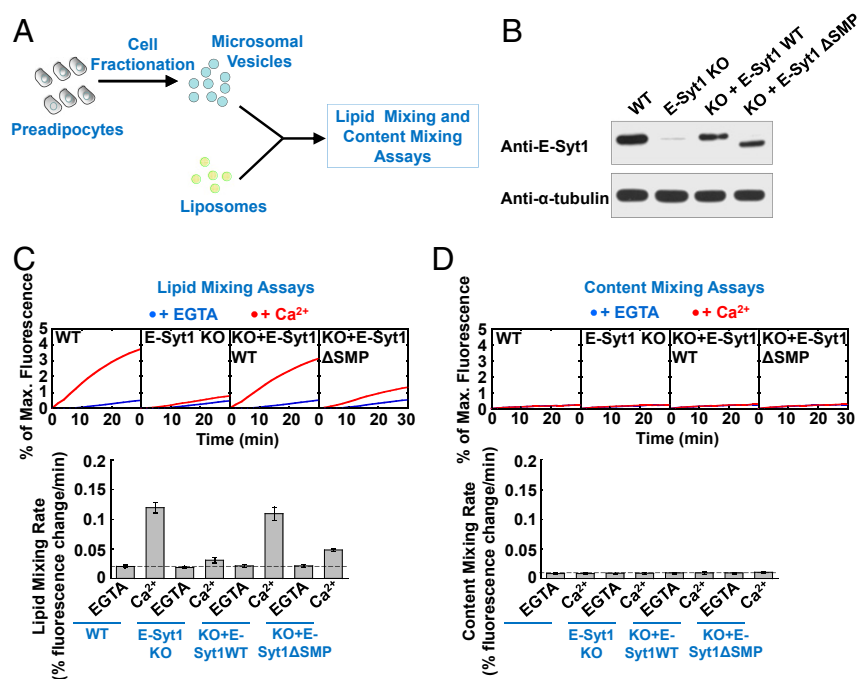 A
Cell
Fractionation
Microsomal
Vesicles
Preadipocytes
Liposomes
Lipid Mixing and
Content Mixing
Assays
B
WT
E-Syt1 KO
KO + E-Syt1 WT
KO + E-Syt1 ΔSMP
Anti-E-Syt1
Anti-α-tubulin
C
Lipid Mixing Assays
+ EGTA + Ca²⁺
% of Max. Fluorescence
5
4
3
2
1
0
WT
E-Syt1 KO
KO+E-Syt1
WT
KO+E-Syt1
ΔSMP
0 10 20 0 10 20 0 10 20 0 10 20 30
Time (min)
Lipid Mixing Rate
(% fluorescence change/min)
0.2
0.15
0.1
0.05
0
EGTA Ca²⁺ EGTA Ca²⁺ EGTA Ca²⁺ EGTA Ca²⁺
WT
E-Syt1
KO
KO+E-
Syt1WT
KO+E-
Syt1ΔSMP
D
Content Mixing Assays
+ EGTA + Ca²⁺
% of Max. Fluorescence
5
4
3
2
1
0
WT
E-Syt1 KO
KO+E-Syt1
WT
KO+E-Syt1
ΔSMP
0 10 20 0 10 20 0 10 20 0 10 20 30
Time (min)
Content Mixing Rate
(% fluorescence change/min)
0.2
0.15
0.1
0.05
0
EGTA Ca²⁺ EGTA Ca²⁺ EGTA Ca²⁺ EGTA Ca²⁺
E-Syt1
KO
KO+E-
Syt1WT
KO+E-
Syt1ΔSMP